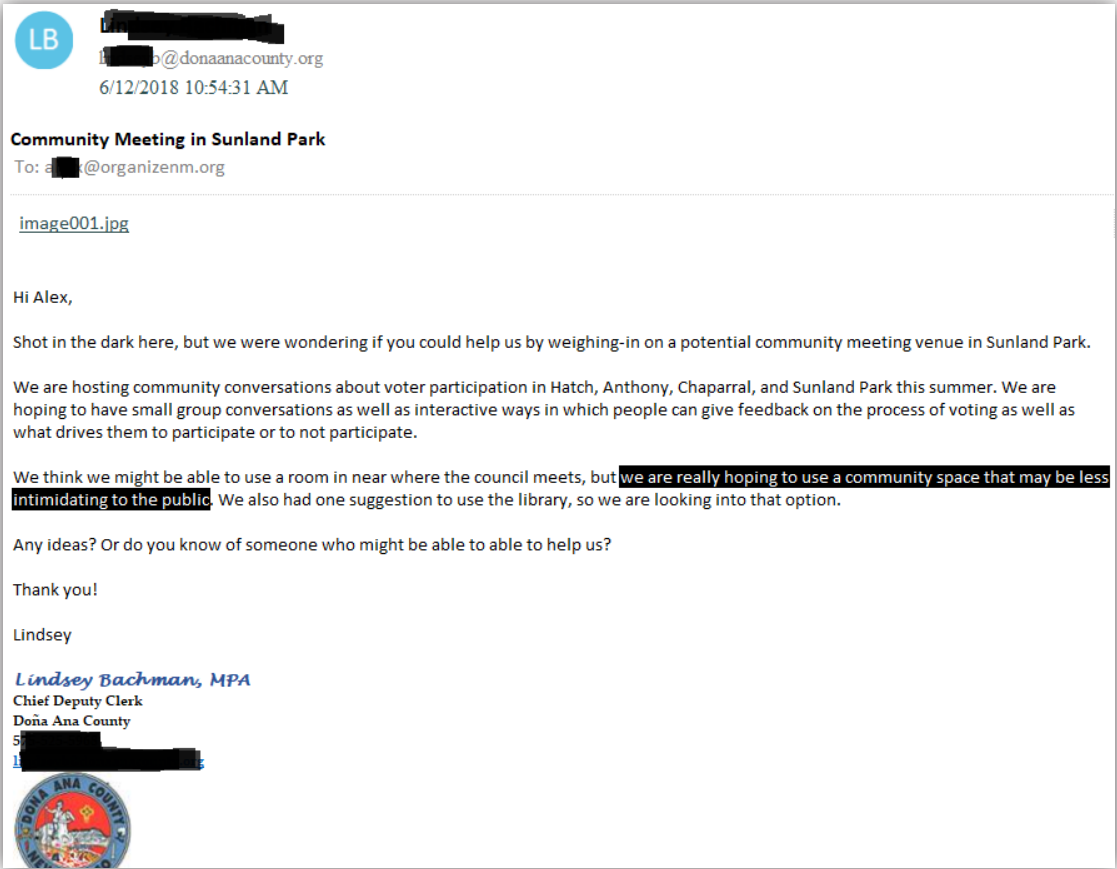 LB
@donaanacounty.org
6/12/2018 10:54:31 AM
Community Meeting in Sunland Park
To: a @organizenm.org
image001.jpg
Hi Alex,
Shot in the dark here, but we were wondering if you could help us by weighing-in on a potential community meeting venue in Sunland Park.
We are hosting community conversations about voter participation in Hatch, Anthony, Chaparral, and Sunland Park this summer. We are
hoping to have small group conversations as well as interactive ways in which people can give feedback on the process of voting as well as
what drives them to participate or to not participate.
We think we might be able to use a room in near where the council meets, but we are really hoping to use a community space that may be less
intimidating to the public. We also had one suggestion to use the library, so we are looking into that option.
Any ideas? Or do you know of someone who might be able to able to help us?
Thank you!
Lindsey
Lindsey Bachman, MPA
Chief Deputy Clerk
Doña Ana County
DONA ANA COUNTY